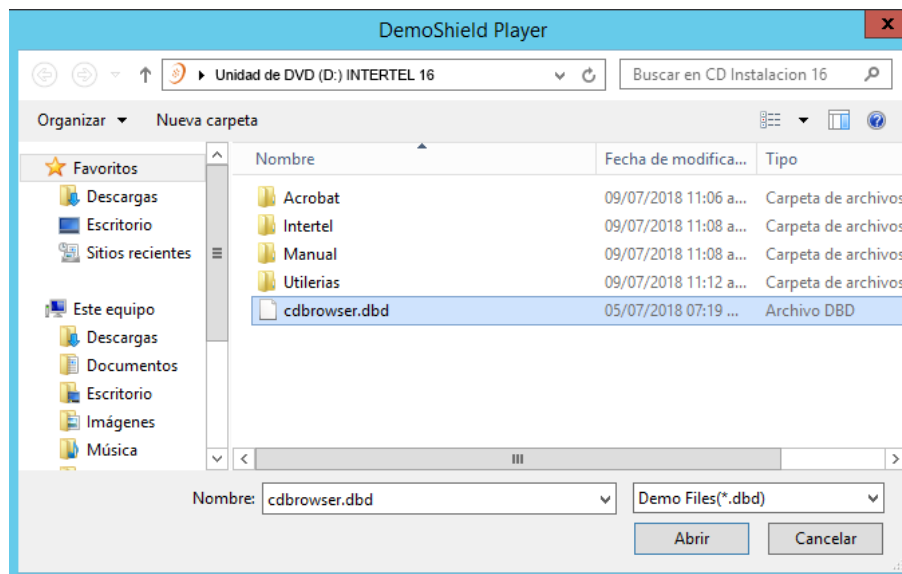 DemoShield Player
x
Unidad de DVD (D:) INTERTEL 16
Buscar en CD Instalacion 16
Organizar
Nueva carpeta
Favoritos
Descargas
Escritorio
Sitios recientes
Este equipo
Descargas
Documentos
Escritorio
Imágenes
Música
Nombre Fecha de modifica... Tipo
Acrobat 09/07/2018 11:06 a... Carpeta de archivos
Intertel 09/07/2018 11:08 a... Carpeta de archivos
Manual 09/07/2018 11:08 a... Carpeta de archivos
Utilerias 09/07/2018 11:12 a... Carpeta de archivos
cdbrowser.dbd 05/07/2018 07:19 ... Archivo DBD
Nombre: cdbrowser.dbd
Demo Files(*.dbd)
Abrir
Cancelar